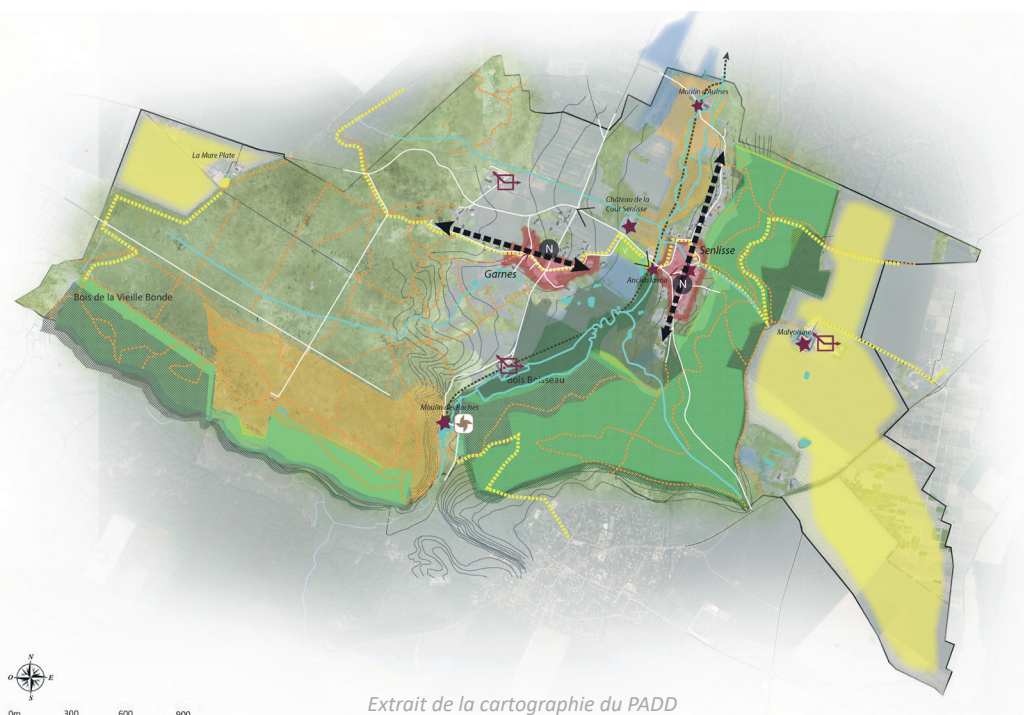 Moulin d'Aulnes
La Mare Plate
Château de la
Cour Senlisse
N
Senlisse
Garnes
N
Bois de la Vieille Bonde
Malvoisine
Bois Boisseau
Moulin des Roches
N
O
E
S
0m 300 600 900
Extrait de la cartographie du PADD